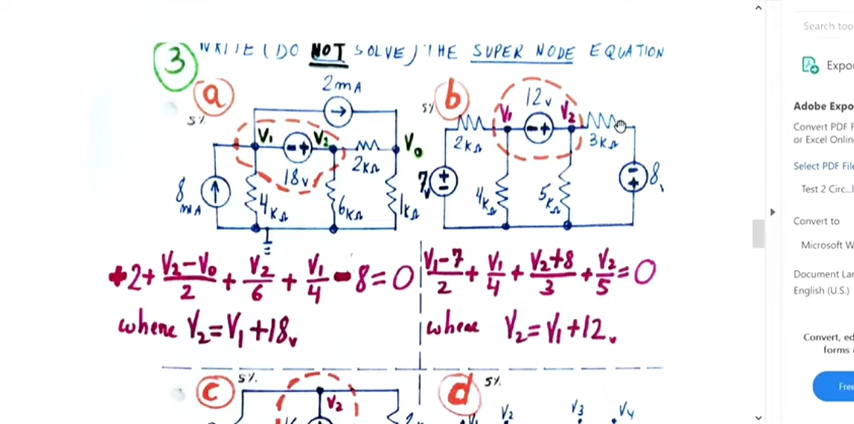 3 WRITE (DO NOT SOLVE) THE SUPER NODE EQUATION
a
5%
2mA
V₁
V₂
V₀
18v
2KΩ
8
mA
4KΩ
6KΩ
1KΩ
+2+ (V₂-V₀)/2 + V₂/6 + V₁/4 - 8=0
where V₂=V₁+18v
b
5%
12v
V₁
V₂
2KΩ
3KΩ
7v
4KΩ
5KΩ
8v
(V₁-7)/2 + V₁/4 + (V₂+8)/3 + V₂/5 =0
where V₂=V₁+12v
c
5%.
V₂
d
5%.
V₂
V₃
V₄
Search too
Expor
Adobe Expo
Convert PDF F
or Excel Onlin
Select PDF File
Test 2 Circ...l
Convert to
Microsoft W
Document Lar
English (U.S.)
Convert, ed
forms
Free